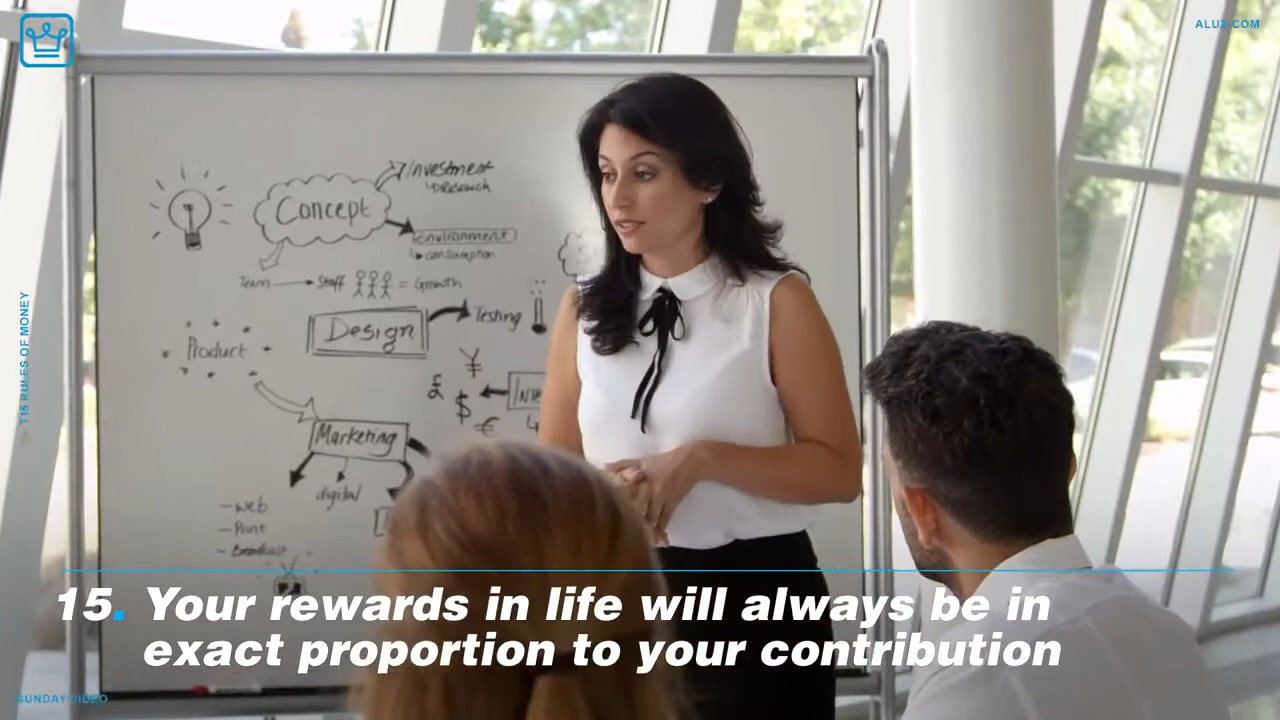 ALUX.COM
Investment
Research
Concept
Environment
consumption
Team Staff = Growth
Design
Testing
Product
¥
£
$
€
Marketing
digital
-Web
-Print
-Broadcast
T15 RULES OF MONEY
15. Your rewards in life will always be in
exact proportion to your contribution
SUNDAY VIDEO